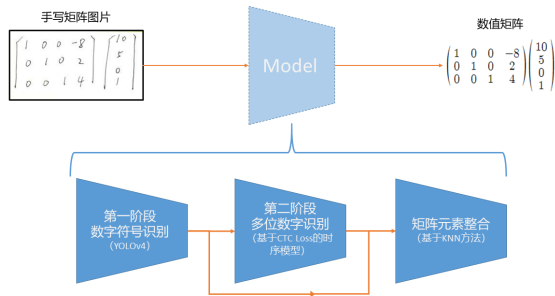 手写矩阵图片
数值矩阵
1 0 0 -8
0 1 0 2
0 0 1 4
10
5
0
1
Model
1 0 0 −8
0 1 0 2
0 0 1 4
10
5
0
1
第一阶段
数字符号识别
（YOLOv4）
第二阶段
多位数字识别
（基于CTC Loss的时
序模型）
矩阵元素整合
（基于KNN方法）